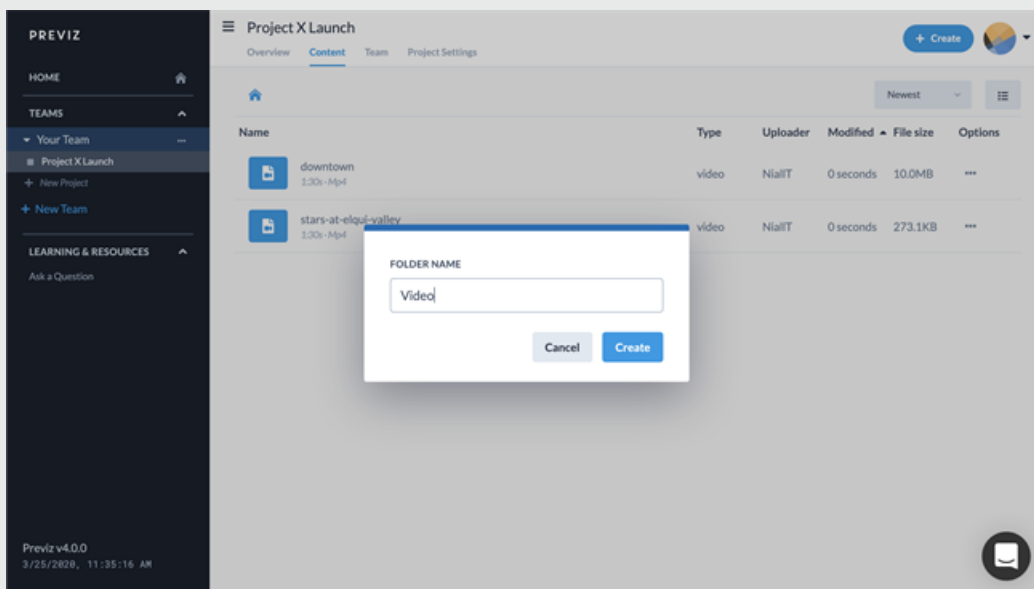 PREVIZ
HOME
TEAMS
Your Team
Project X Launch
New Project
+ New Team
LEARNING & RESOURCES
Ask a Question
Previz v4.0.0
3/25/2020, 11:35:16 AM
Project X Launch
Overview Content Team Project Settings
+ Create
Newest
Name Type Uploader Modified File size Options
downtown
1:30s - Mp4
video NiallT 0 seconds 10.0MB
stars-at-elqui-valley
1:30s - Mp4
video NiallT 0 seconds 273.1KB
FOLDER NAME
Video
Cancel Create